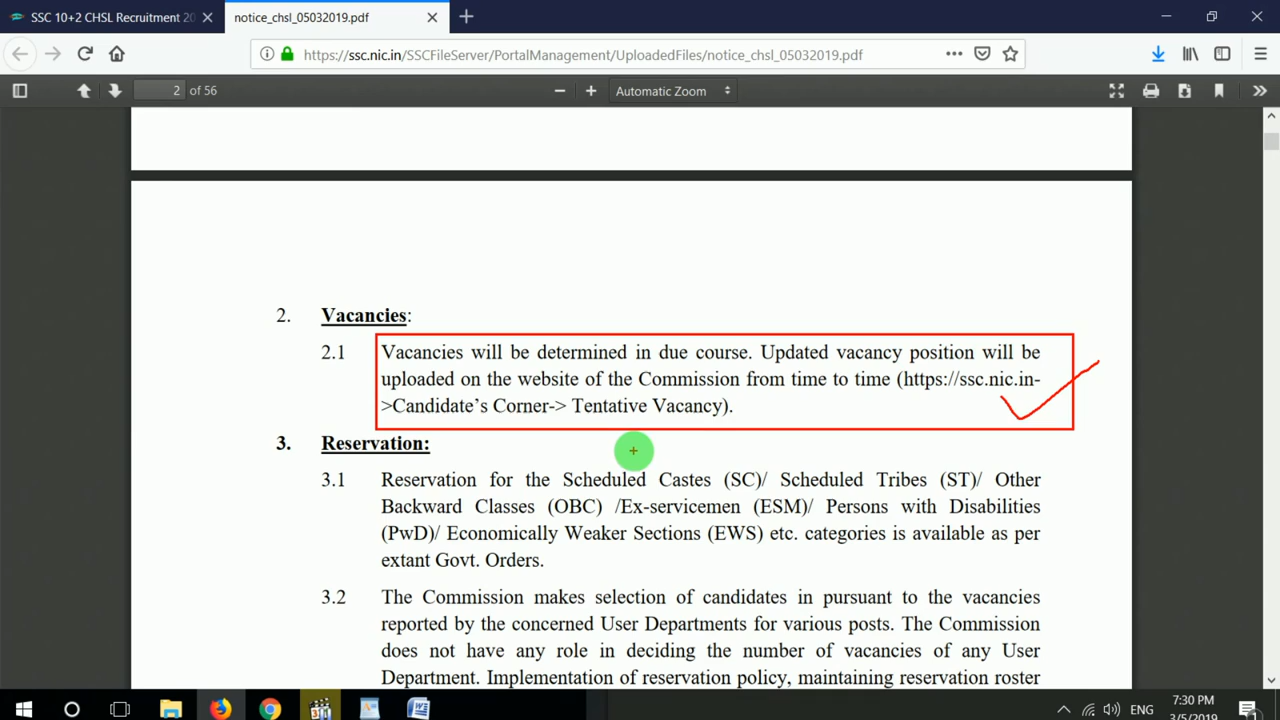 SSC 10+2 CHSL Recruitment 20
notice_chsl_05032019.pdf
https://ssc.nic.in/SSCFileServer/PortalManagement/UploadedFiles/notice_chsl_05032019.pdf
2 of 56
Automatic Zoom
2. Vacancies:
2.1 Vacancies will be determined in due course. Updated vacancy position will be
uploaded on the website of the Commission from time to time (https://ssc.nic.in-
>Candidate’s Corner-> Tentative Vacancy).
3. Reservation:
3.1 Reservation for the Scheduled Castes (SC)/ Scheduled Tribes (ST)/ Other
Backward Classes (OBC) /Ex-servicemen (ESM)/ Persons with Disabilities
(PwD)/ Economically Weaker Sections (EWS) etc. categories is available as per
extant Govt. Orders.
3.2 The Commission makes selection of candidates in pursuant to the vacancies
reported by the concerned User Departments for various posts. The Commission
does not have any role in deciding the number of vacancies of any User
Department. Implementation of reservation policy, maintaining reservation roster
ENG
7:30 PM
3/5/2019